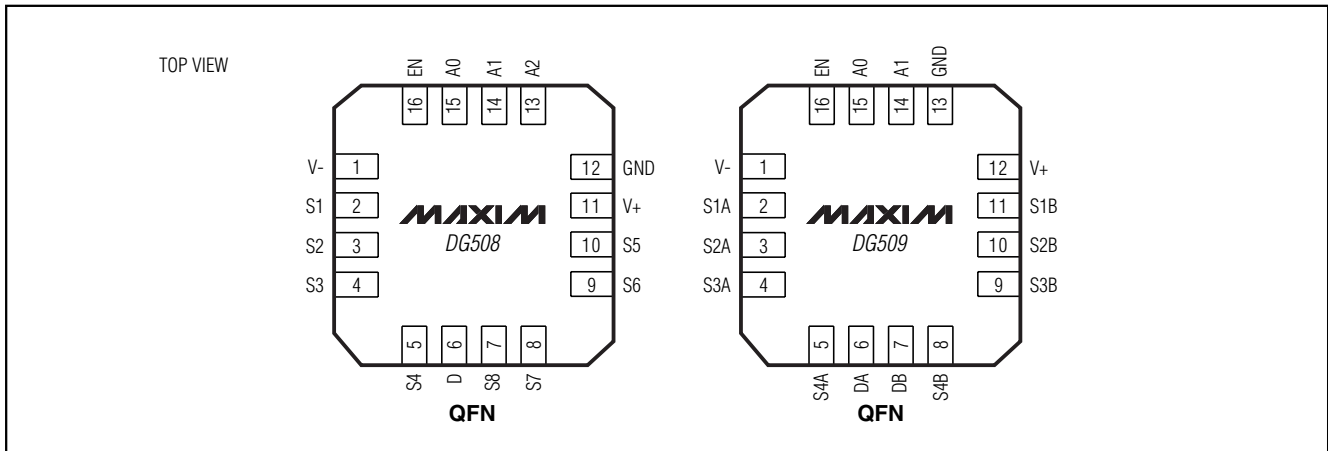 TOP VIEW
EN A0 A1 A2
16 15 14 13
V- 1 12 GND
S1 2 11 V+
S2 3 10 S5
S3 4 9 S6
MAXIM
DG508
5 6 7 8
S4 D S8 S7
QFN
EN A0 A1 GND
16 15 14 13
V- 1 12 V+
S1A 2 11 S1B
S2A 3 10 S2B
S3A 4 9 S3B
MAXIM
DG509
5 6 7 8
S4A DA DB S4B
QFN